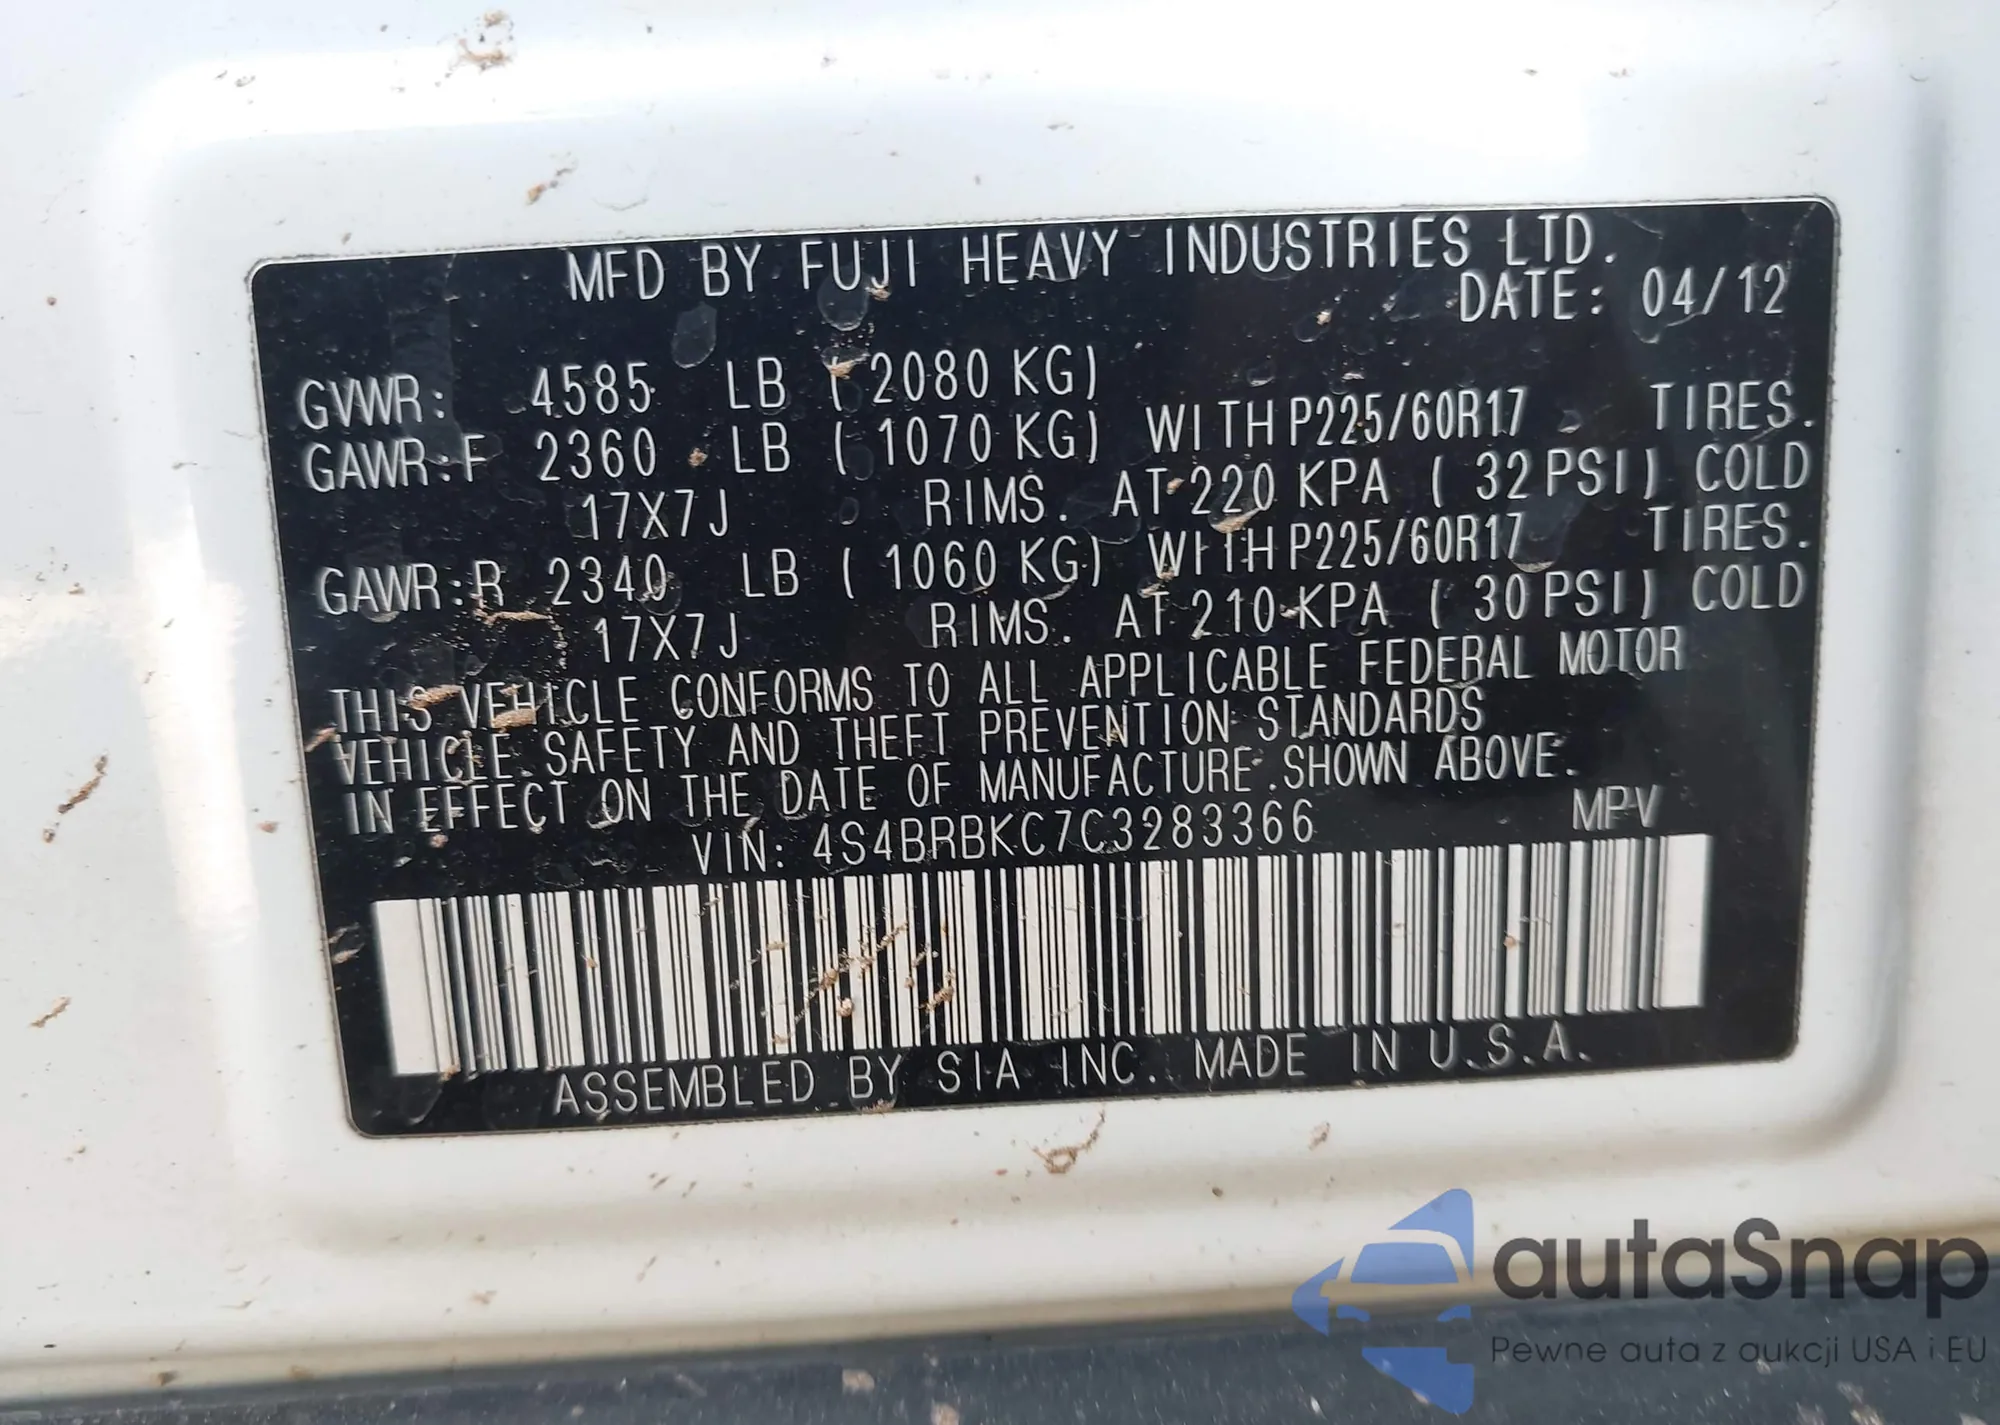 MFD BY FUJI HEAVY INDUSTRIES LTD.
DATE: 04/12
GVWR: 4585 LB ( 2080 KG)
GAWR:F 2360 LB ( 1070 KG) WITH P225/60R17 TIRES.
17X7J RIMS. AT 220 KPA ( 32 PSI) COLD
GAWR:R 2340 LB ( 1060 KG) WITH P225/60R17 TIRES.
17X7J RIMS. AT 210 KPA ( 30 PSI) COLD
THIS VEHICLE CONFORMS TO ALL APPLICABLE FEDERAL MOTOR
VEHICLE SAFETY AND THEFT PREVENTION STANDARDS
IN EFFECT ON THE DATE OF MANUFACTURE SHOWN ABOVE.
VIN: 4S4BRBKC7C3283366 MPV
ASSEMBLED BY SIA INC. MADE IN U.S.A.
autaSnap
Pewne auta z aukcji USA i EU